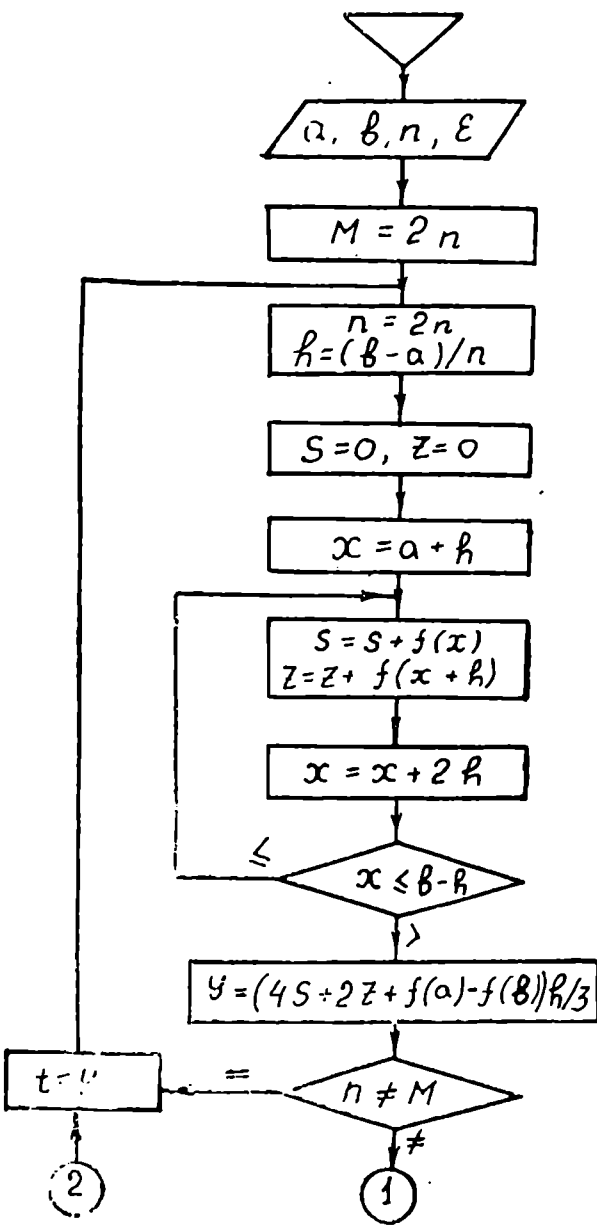 a, в, n, ε
M = 2n
n = 2n
h=(в-a)/n
S=0, Z=0
x = a + h
S = S + f(x)
Z = Z + f(x + h)
x = x + 2h
≤
x ≤ в-h
>
y=(4S+2Z+f(a)-f(в))h/3
t=y
=
n ≠ M
≠
2
1